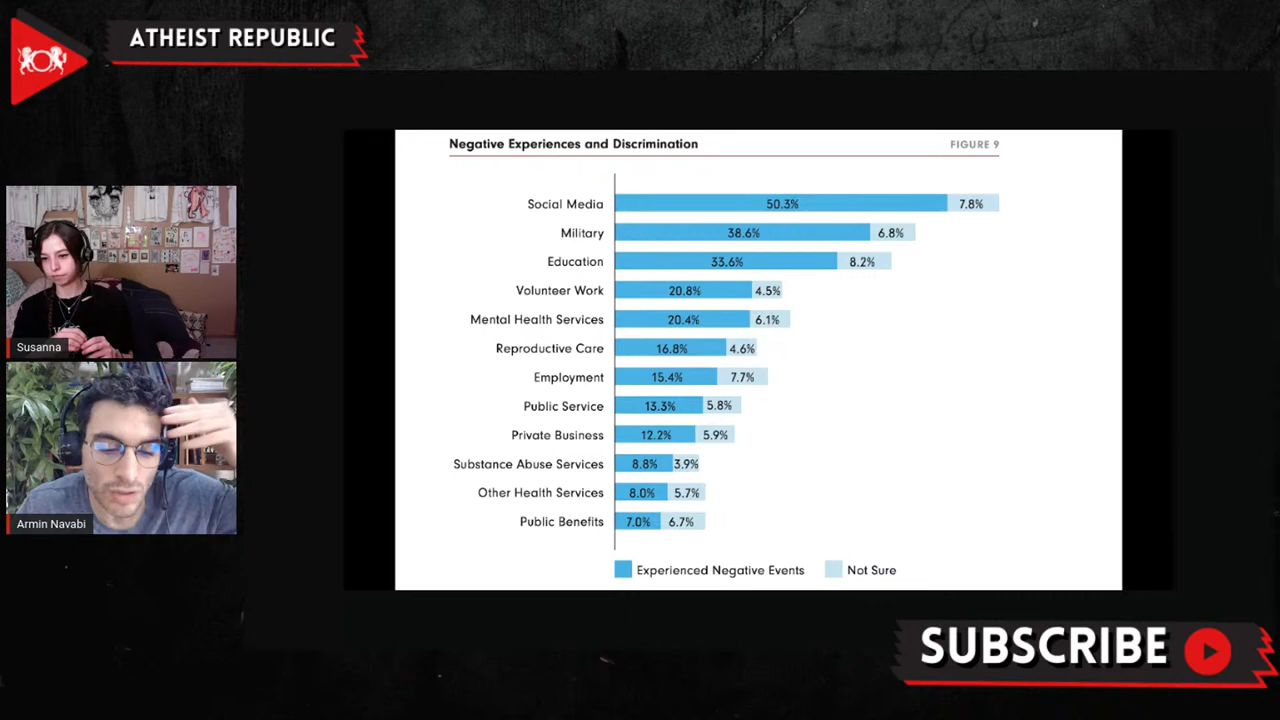 ATHEIST REPUBLIC
Negative Experiences and Discrimination FIGURE 9
Social Media 50.3% 7.8%
Military 38.6% 6.8%
Education 33.6% 8.2%
Volunteer Work 20.8% 4.5%
Mental Health Services 20.4% 6.1%
Reproductive Care 16.8% 4.6%
Employment 15.4% 7.7%
Public Service 13.3% 5.8%
Private Business 12.2% 5.9%
Substance Abuse Services 8.8% 3.9%
Other Health Services 8.0% 5.7%
Public Benefits 7.0% 6.7%
Experienced Negative Events Not Sure
Susanna
Armin Navabi
SUBSCRIBE